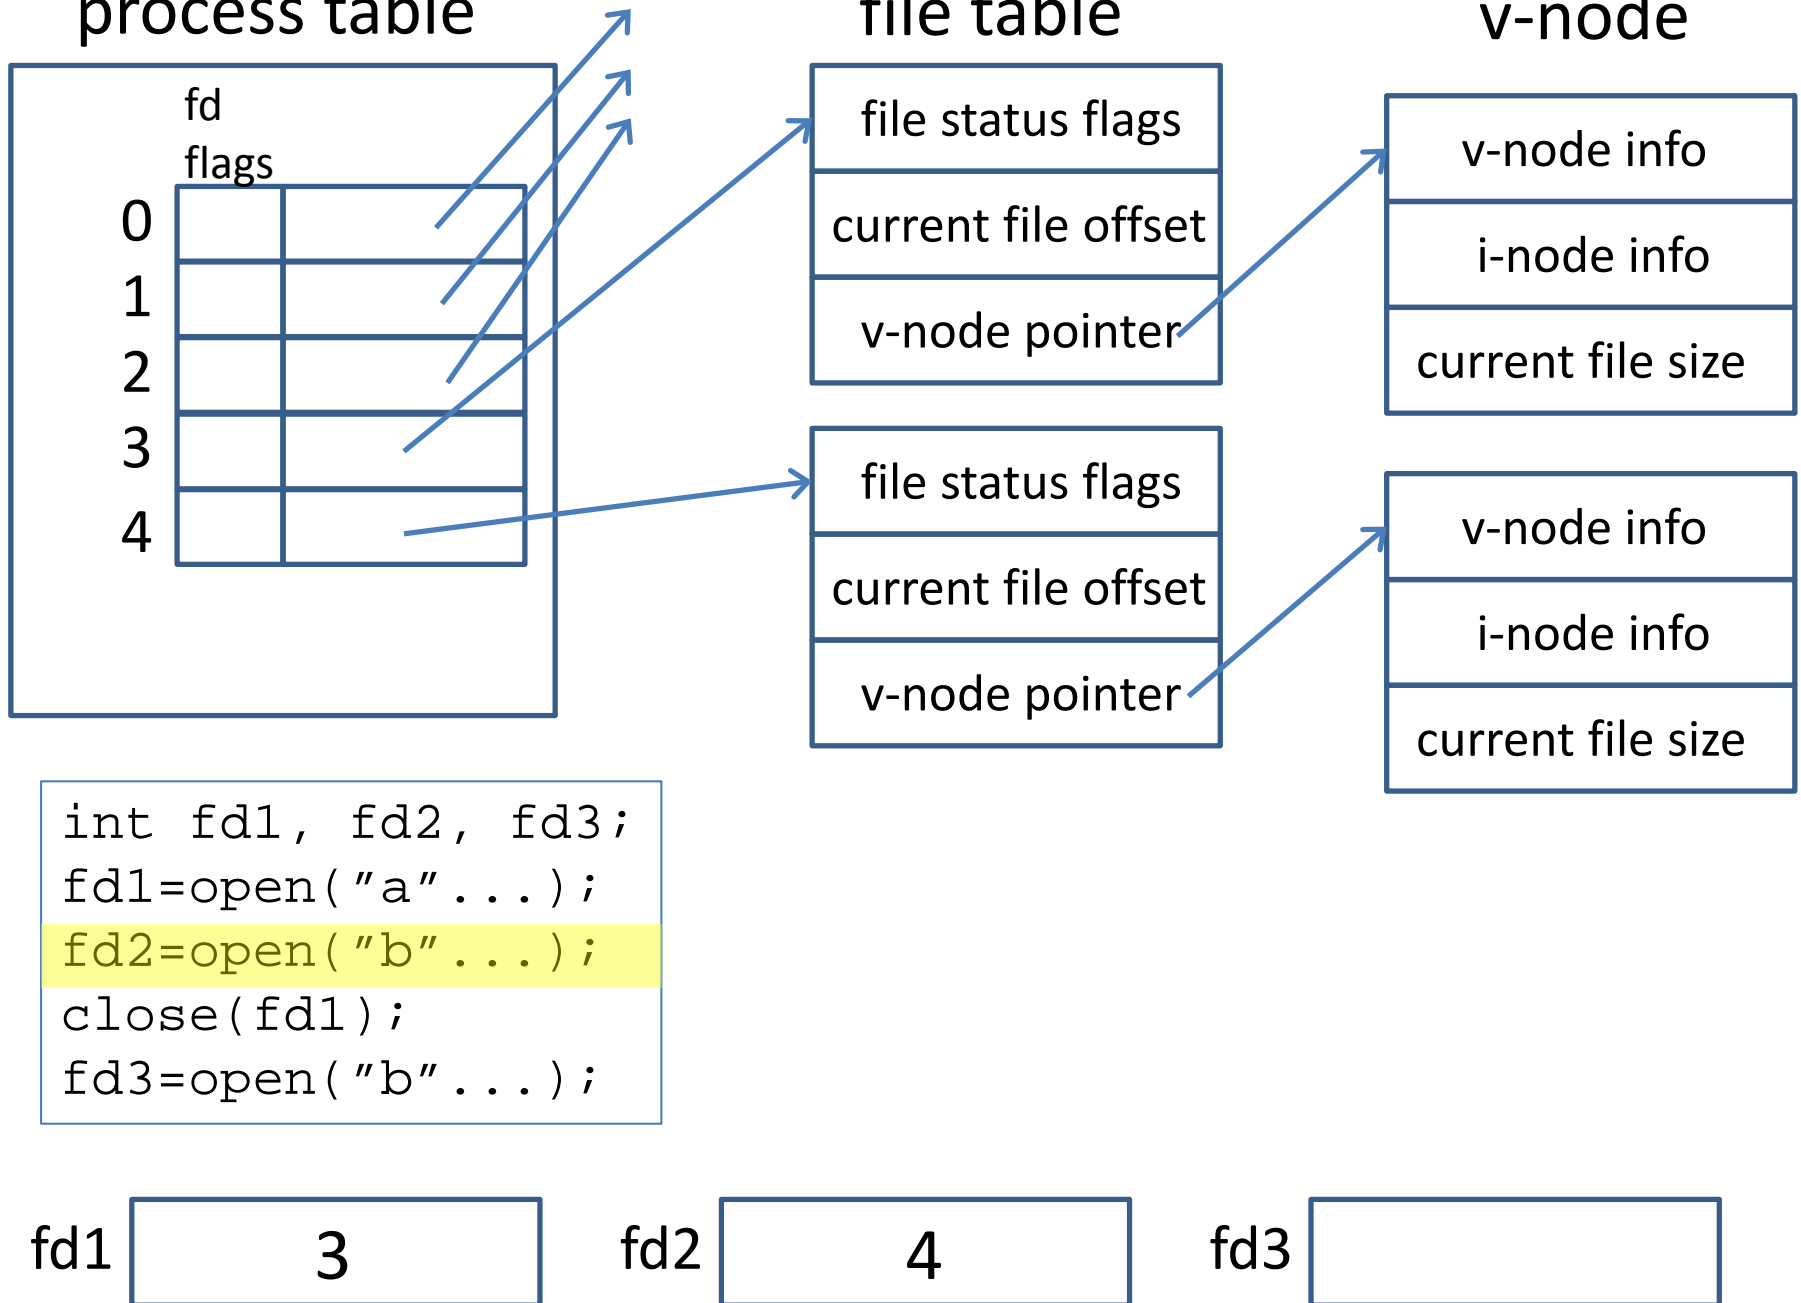 process table
file table
v-node
fd
flags
0
1
2
3
4
file status flags
current file offset
v-node pointer
file status flags
current file offset
v-node pointer
v-node info
i-node info
current file size
v-node info
i-node info
current file size
int fd1, fd2, fd3;
fd1=open(″a″...);
fd2=open(″b″...);
close(fd1);
fd3=open(″b″...);
fd1 3
fd2 4
fd3